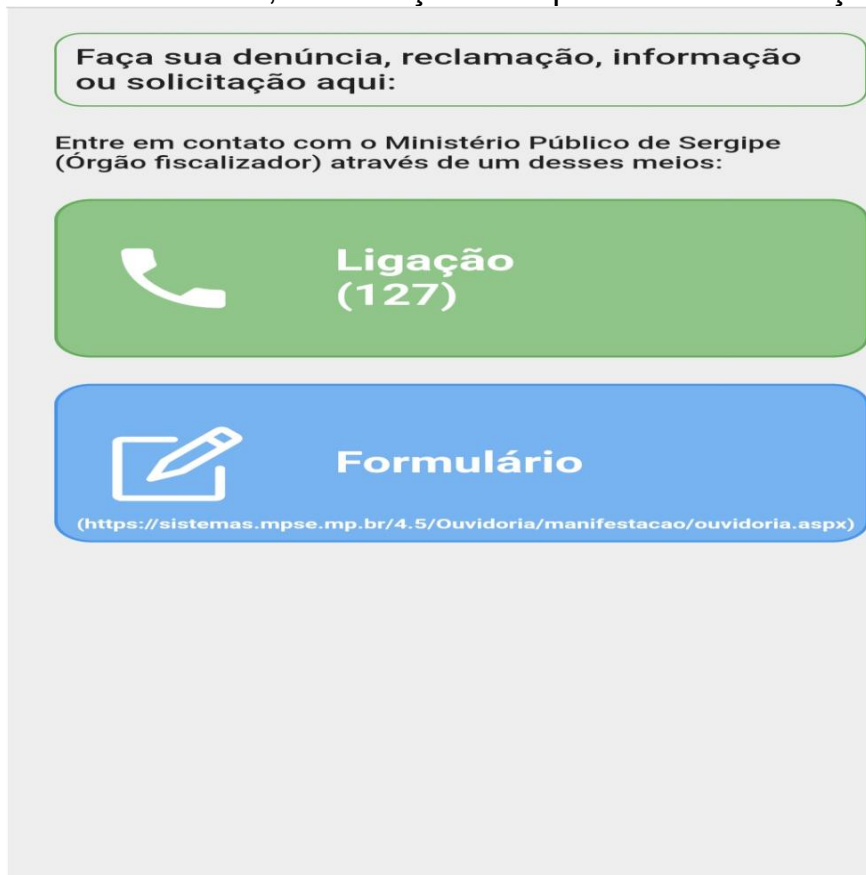 Faça sua denúncia, reclamação, informação
ou solicitação aqui:
Entre em contato com o Ministério Público de Sergipe
(Órgão fiscalizador) através de um desses meios:
Ligação
(127)
Formulário
(https://sistemas.mpse.mp.br/4.5/Ouvidoria/manifestacao/ouvidoria.aspx)